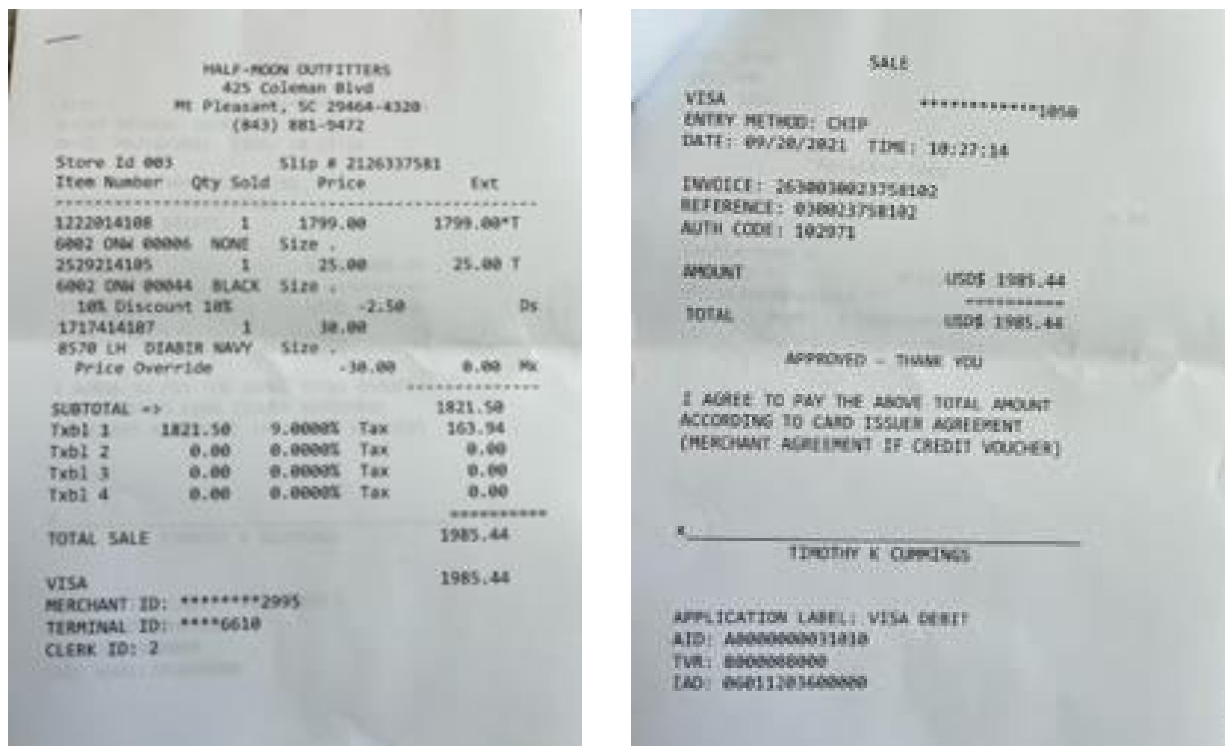 HALF-MOON OUTFITTERS
425 Coleman Blvd
Mt Pleasant, SC 29464-4320
(843) 881-9472
Store Id 003 Slip # 2126337581
Item Number Qty Sold Price Ext
1222014108 1 1799.00 1799.00*T
6002 ONW 00006 NONE Size .
2529214105 1 25.00 25.00 T
6002 ONW 00044 BLACK Size .
10% Discount 10% -2.50 Ds
1717414107 1 30.00
8570 LH DIABIR NAVY Size .
Price Override -30.00 0.00 Mx
SUBTOTAL => 1821.50
Txbl 1 1821.50 9.0000% Tax 163.94
Txbl 2 0.00 0.0000% Tax 0.00
Txbl 3 0.00 0.0000% Tax 0.00
Txbl 4 0.00 0.0000% Tax 0.00
TOTAL SALE 1985.44
VISA 1985.44
MERCHANT ID: ********2995
TERMINAL ID: ****6610
CLERK ID: 2
SALE
VISA ************1050
ENTRY METHOD: CHIP
DATE: 09/20/2021 TIME: 10:27:14
INVOICE: 2630030023758102
REFERENCE: 030023758102
AUTH CODE: 102971
AMOUNT USD$ 1985.44
TOTAL USD$ 1985.44
APPROVED - THANK YOU
I AGREE TO PAY THE ABOVE TOTAL AMOUNT
ACCORDING TO CARD ISSUER AGREEMENT
(MERCHANT AGREEMENT IF CREDIT VOUCHER)
X
TIMOTHY K CUMMINGS
APPLICATION LABEL: VISA DEBIT
AID: A0000000031010
TVR: 8000008000
IAD: 06011203600000